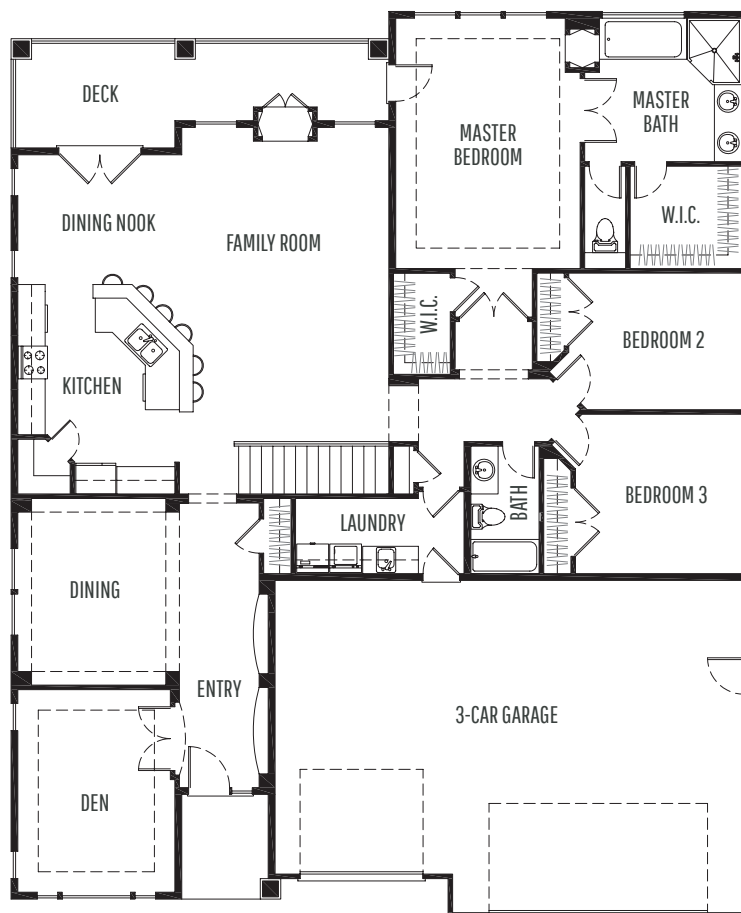 DECK
MASTER
BEDROOM
MASTER
BATH
DINING NOOK
FAMILY ROOM
W.I.C.
W.I.C.
BEDROOM 2
KITCHEN
BEDROOM 3
LAUNDRY
BATH
DINING
ENTRY
3-CAR GARAGE
DEN